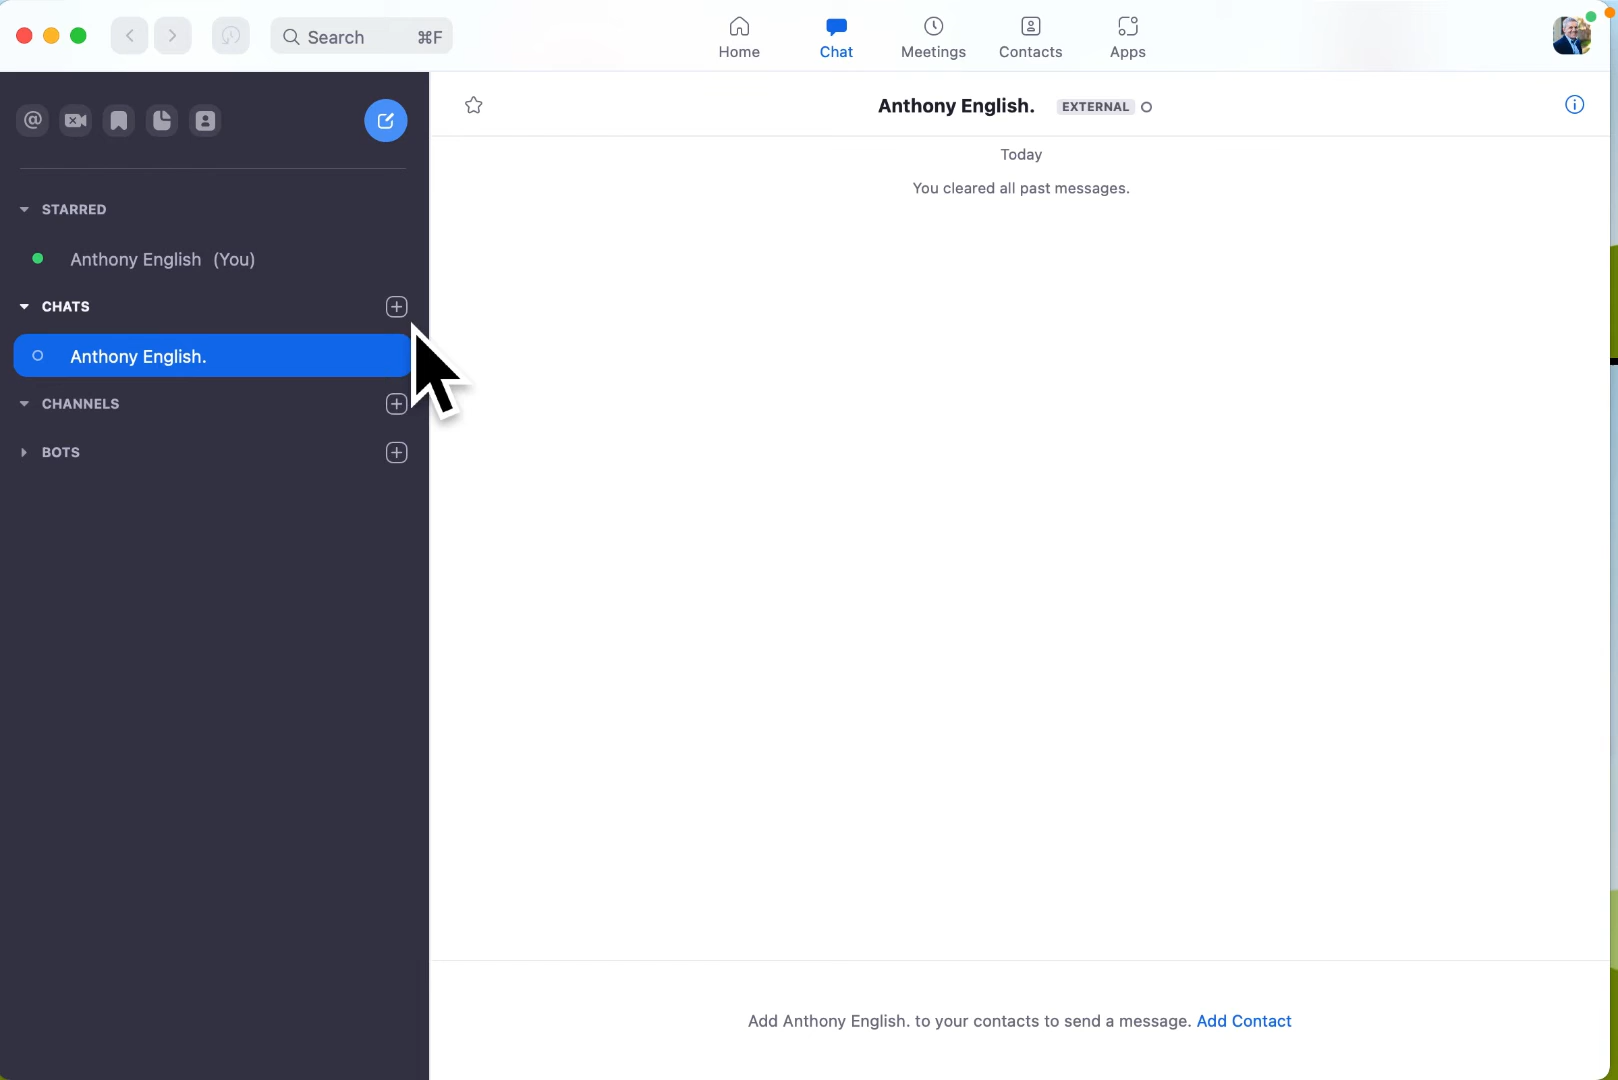 Search ⌘F
Home
Chat
Meetings
Contacts
Apps
Anthony English. EXTERNAL
Today
You cleared all past messages.
STARRED
Anthony English (You)
CHATS
Anthony English.
CHANNELS
BOTS
Add Anthony English. to your contacts to send a message. Add Contact